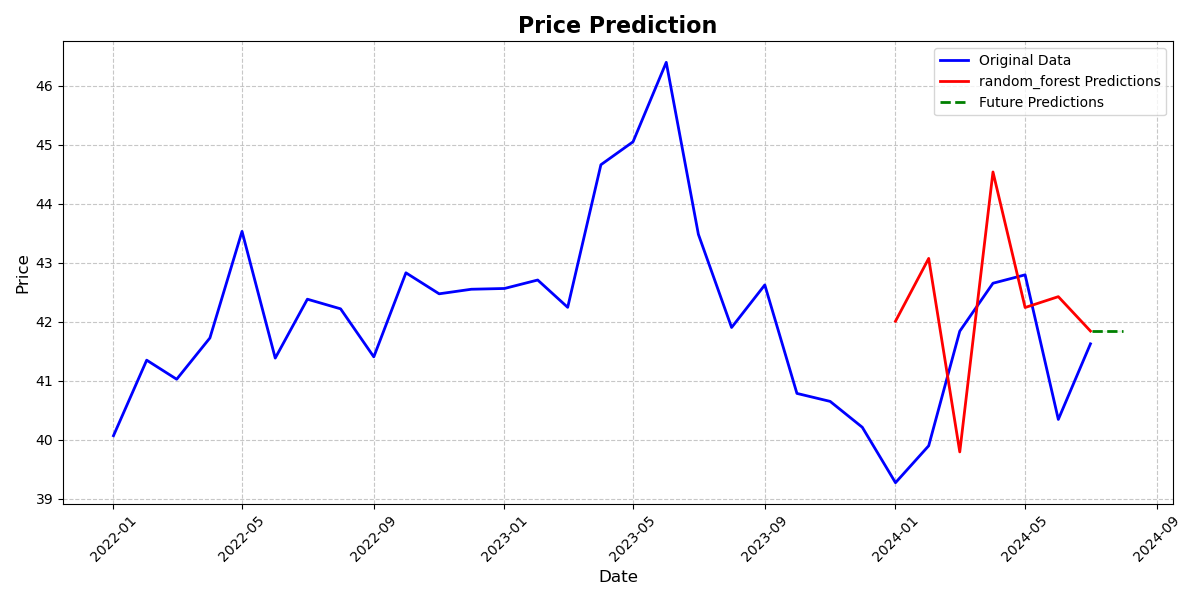 Price Prediction
Original Data
random_forest Predictions
Future Predictions
Price
46
45
44
43
42
41
40
39
2022-01
2022-05
2022-09
2023-01
2023-05
2023-09
2024-01
2024-05
2024-09
Date